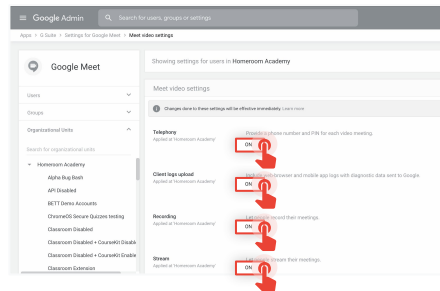 Google Admin
Search for users, groups or settings
Apps > G Suite > Settings for Google Meet > Meet video settings
Google Meet
Showing settings for users in Homeroom Academy
Users
Groups
Organizational Units
Search for organizational units
Homeroom Academy
Alpha Bug Bash
API Disabled
BETT Demo Accounts
ChromeOS Secure Quizzes testing
Classroom Disabled
Classroom Disabled + CourseKit Disable
Classroom Disabled + CourseKit Enable
Classroom Extension
Meet video settings
Changes done to these settings will be effective immediately. Learn more
Telephony
Applied at 'Homeroom Academy'
Provide a phone number and PIN for each video meeting.
ON
Client logs upload
Applied at 'Homeroom Academy'
web-browser and mobile app logs with diagnostic data sent to Google.
ON
Recording
Applied at 'Homeroom Academy'
Let people record their meetings.
ON
Stream
Applied at 'Homeroom Academy'
Let people stream their meetings.
ON